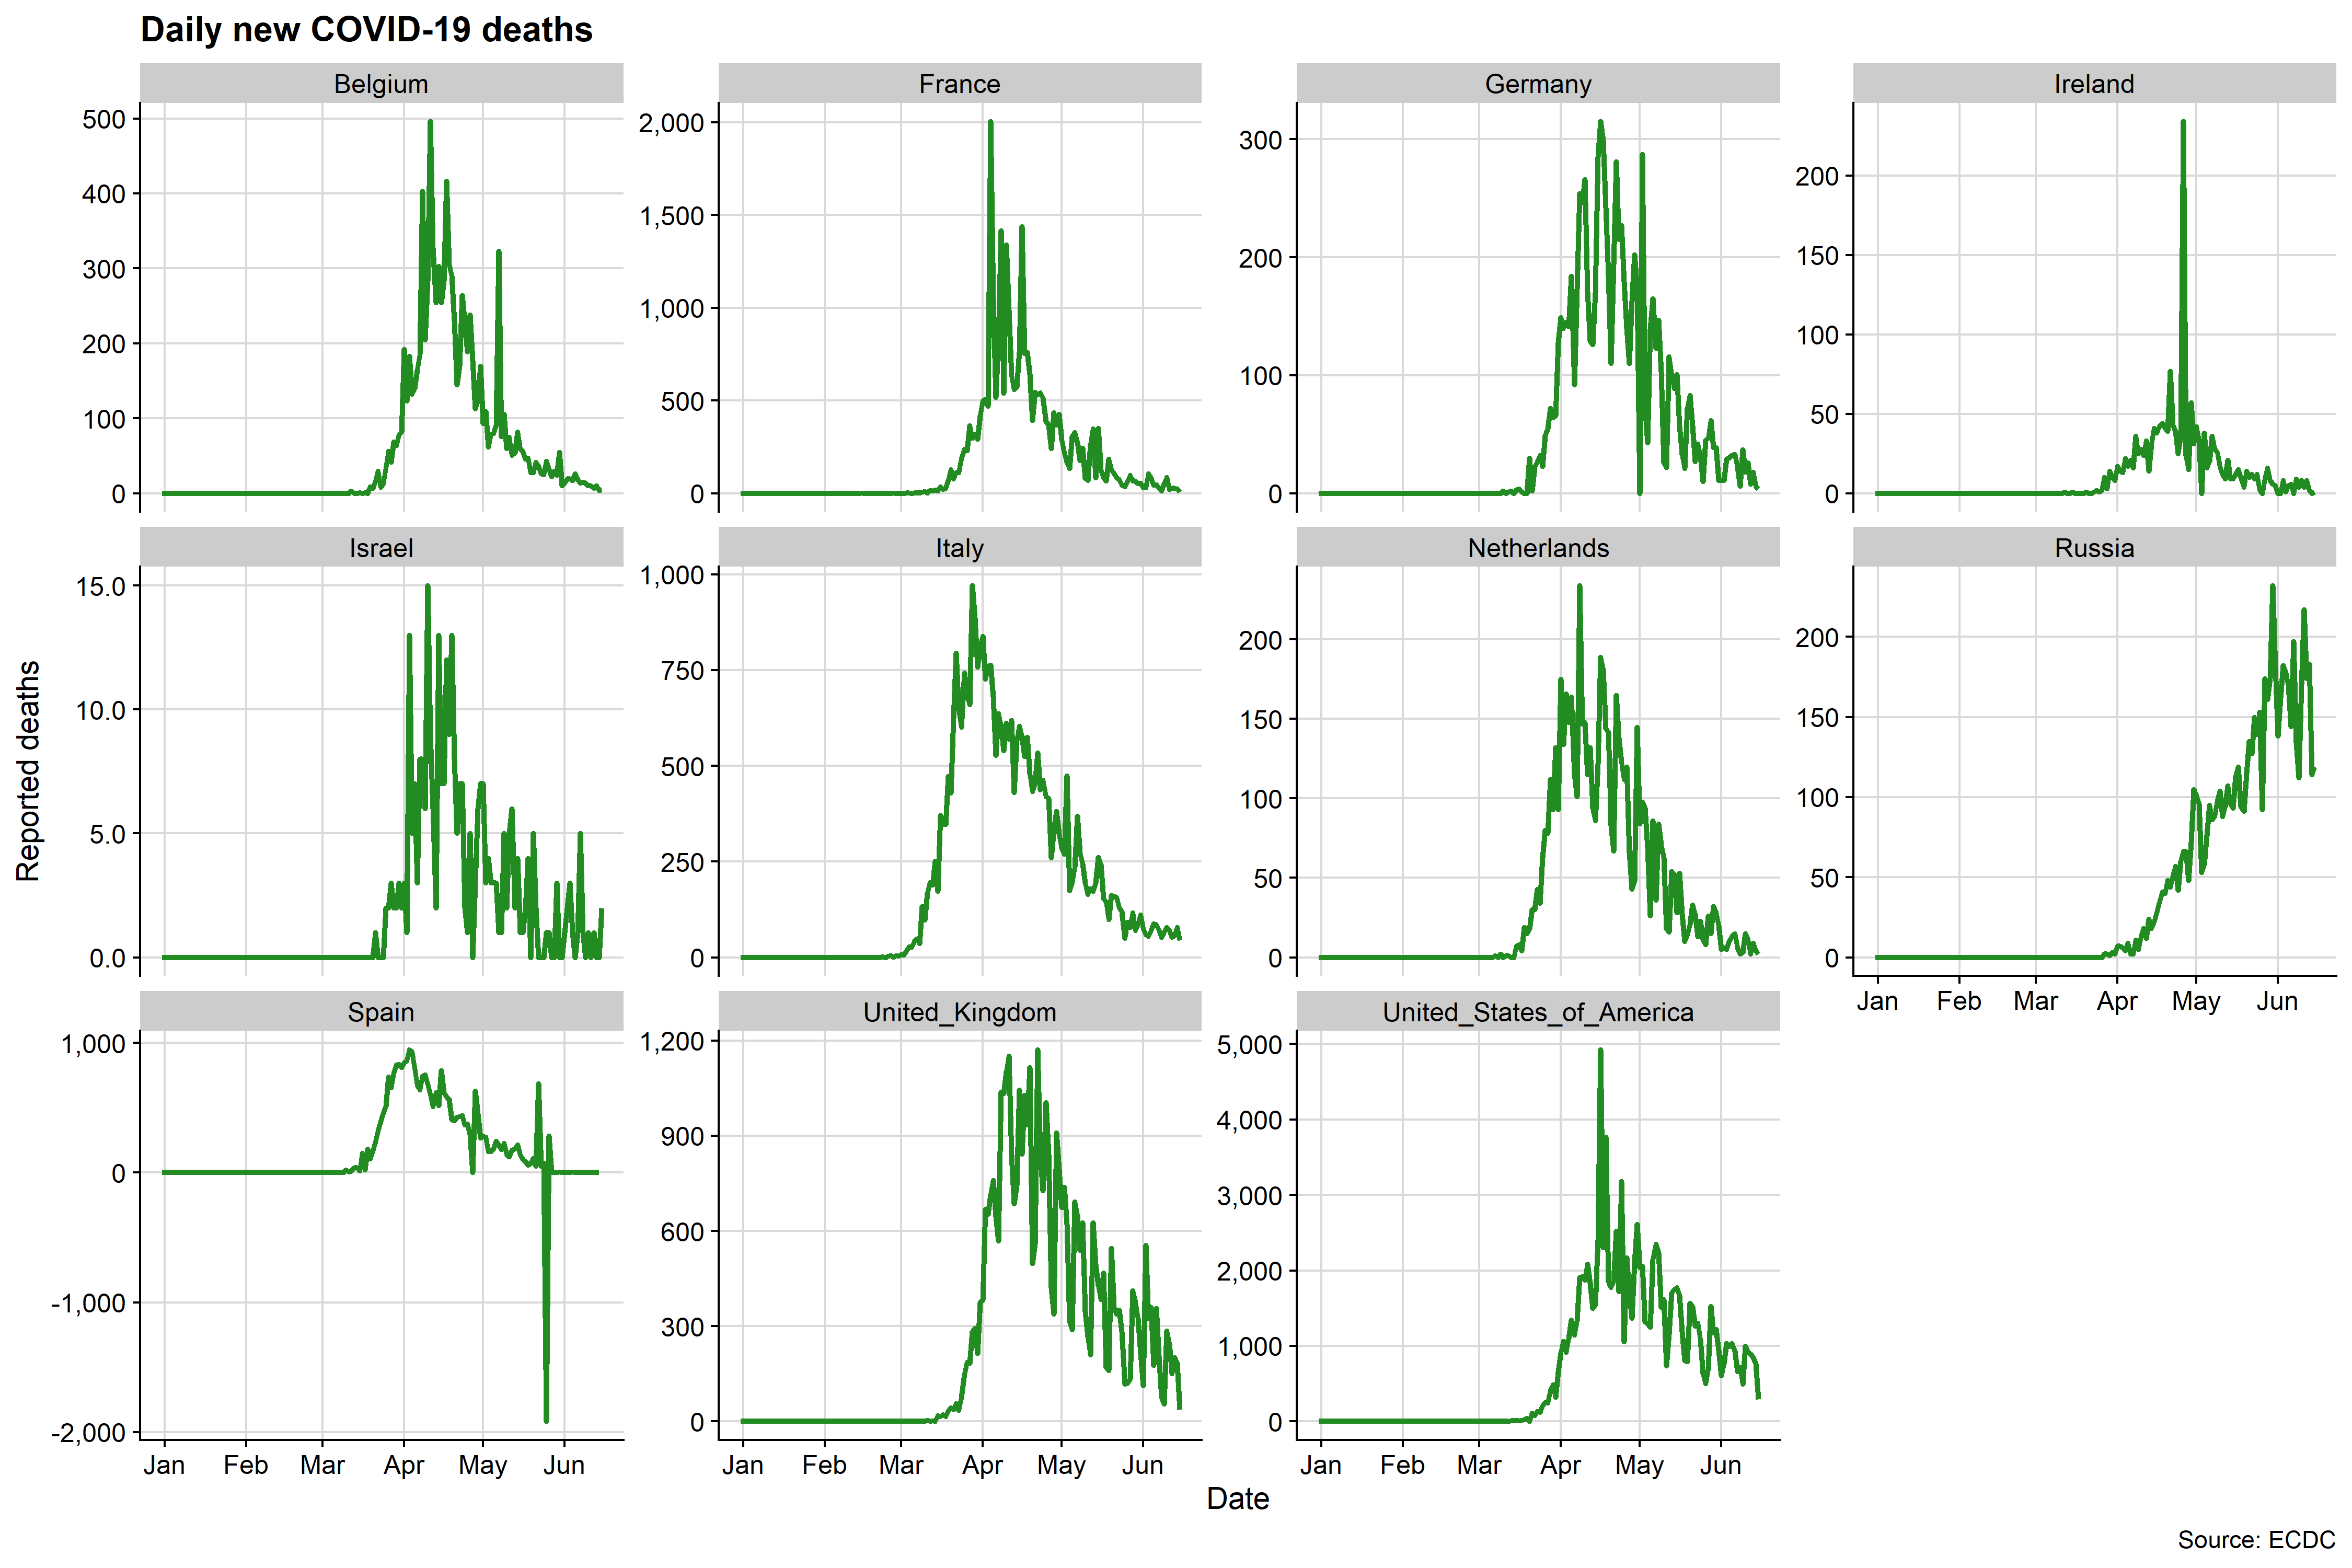 Daily new COVID-19 deaths
Belgium
France
Germany
Ireland
500
400
300
200
100
0
2,000
1,500
1,000
500
0
300
200
100
0
200
150
100
50
0
Israel
Italy
Netherlands
Russia
15.0
10.0
5.0
0.0
1,000
750
500
250
0
200
150
100
50
0
200
150
100
50
0
Jan Feb Mar Apr May Jun
Reported deaths
Spain
United_Kingdom
United_States_of_America
1,000
0
-1,000
-2,000
1,200
900
600
300
0
5,000
4,000
3,000
2,000
1,000
0
Jan Feb Mar Apr May Jun
Jan Feb Mar Apr May Jun
Jan Feb Mar Apr May Jun
Date
Source: ECDC